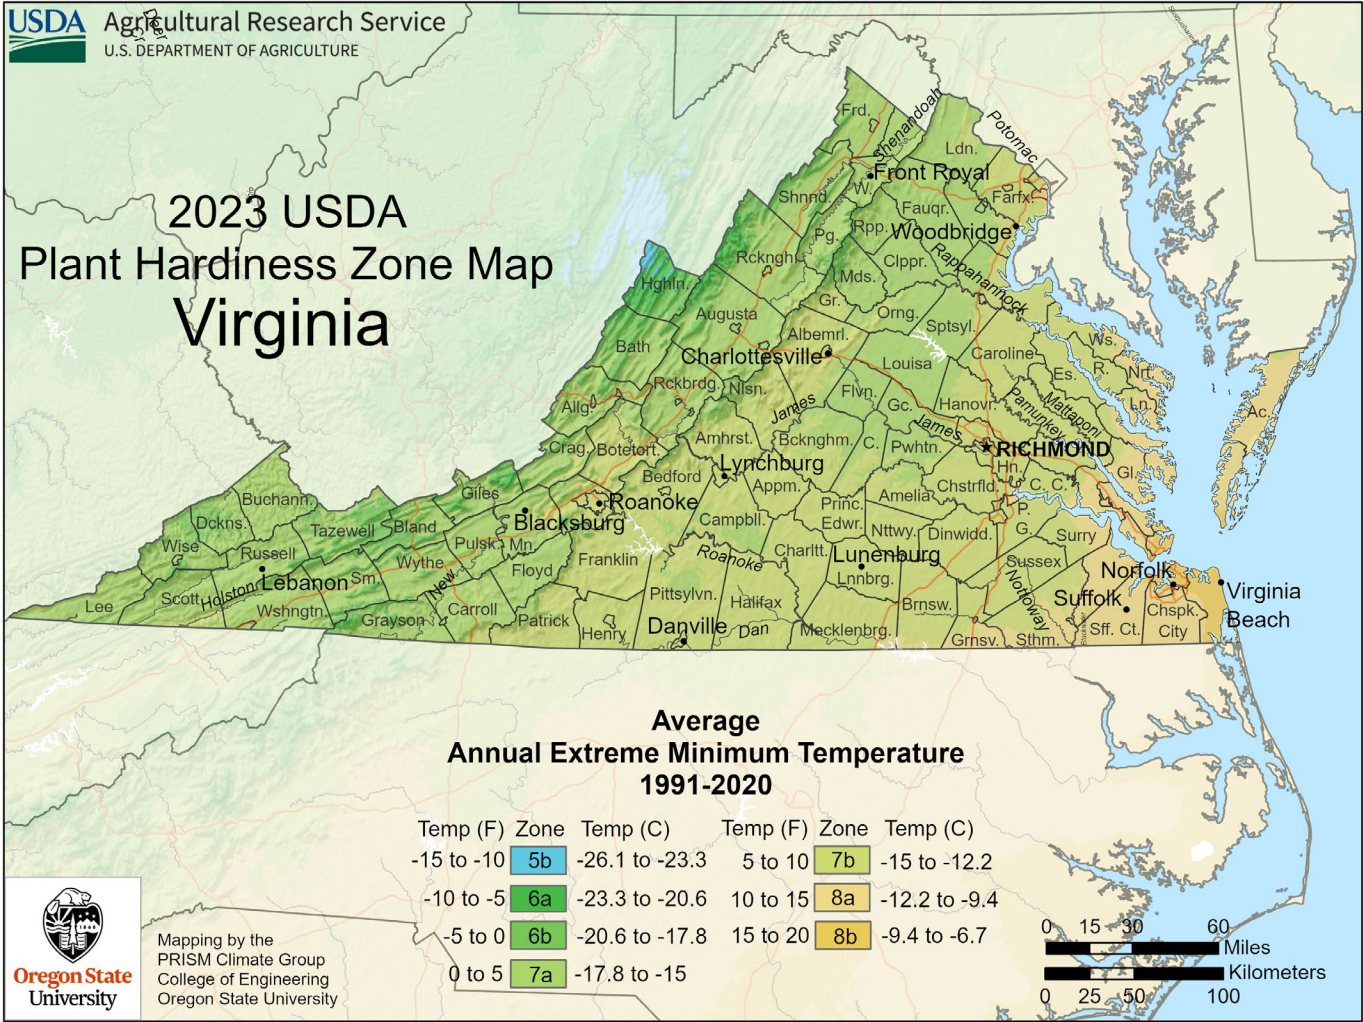 USDA
Agricultural Research Service
U.S. DEPARTMENT OF AGRICULTURE
Deer
Cr
2023 USDA
Plant Hardiness Zone Map
Virginia
Frd.
Shenandoah
Potomac
Ldn.
Front Royal
W.
Shnnd.
Farfx.
Fauqr.
Pg.
Rpp.
Woodbridge
Rckngh.
Clppr.
Rappahannock
Hghln.
Mds.
Gr.
Augusta
Orng.
Sptsyl.
Albemrl.
Bath
Charlottesville
Louisa
Caroline
Ws.
Es.
R.
Nrt.
Rckbrdg.
Nlsn.
Flvn.
Gc.
Hanovr.
Mattaponi
Pamunkey
Ln.
Allg.
James
James
Ac.
Crag.
Botetort.
Amhrst.
Bcknghm.
C.
Pwhtn.
RICHMOND
Lynchburg
Hn.
Gl.
Bedford
Appm.
Chstrfld.
C. C.
Giles
Buchann.
Roanoke
Princ.
Edwr.
Amelia
P.
G.
Dckns.
Tazewell
Bland
Blacksburg
Campbll.
Nttwy.
Dinwidd.
Surry
Wise
Russell
Pulsk.
Mn.
Franklin
Roanoke
Charltt.
Lunenburg
Sussex
Wythe
Lebanon
Sm.
New
Floyd
Lnnbrg.
Norfolk
Lee
Scott
Holston
Wshngtn.
Carroll
Pittsylvn.
Halifax
Brnsw.
Nottoway
Suffolk
Virginia
Beach
Chspk.
City
Grayson
Patrick
Henry
Danville
Dan
Mecklenbrg.
Grnsv.
Sthm.
Sff. Ct.
Average
Annual Extreme Minimum Temperature
1991-2020
Temp (F) Zone Temp (C) Temp (F) Zone Temp (C)
-15 to -10 5b -26.1 to -23.3 5 to 10 7b -15 to -12.2
-10 to -5 6a -23.3 to -20.6 10 to 15 8a -12.2 to -9.4
-5 to 0 6b -20.6 to -17.8 15 to 20 8b -9.4 to -6.7
0 to 5 7a -17.8 to -15
Oregon State
University
Mapping by the
PRISM Climate Group
College of Engineering
Oregon State University
0 15 30 60
Miles
Kilometers
0 25 50 100